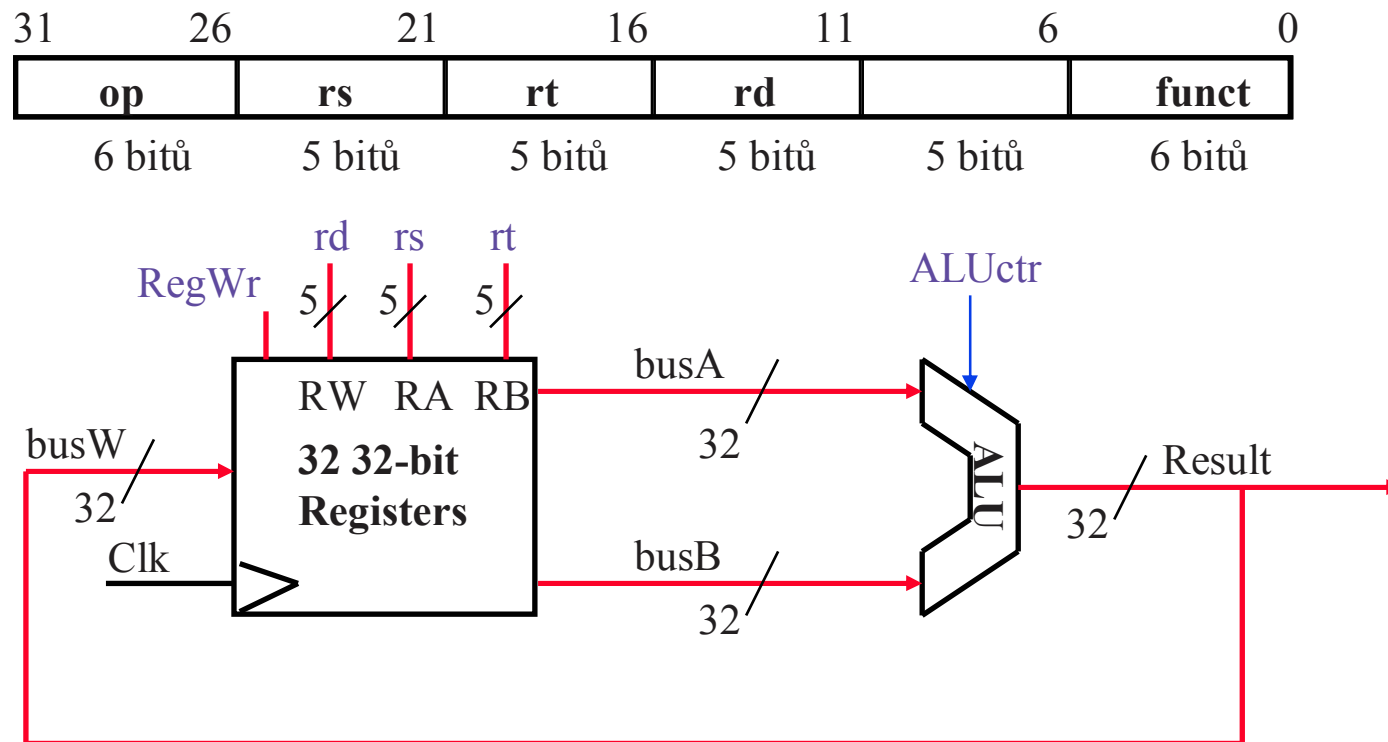 31 26 21 16 11 6 0
op rs rt rd funct
6 bitů 5 bitů 5 bitů 5 bitů 5 bitů 6 bitů
rd rs rt
RegWr ALUctr
5 5 5
busA
RW RA RB
busW 32 32 32-bit Result
32 Registers ALU 32
Clk busB
32